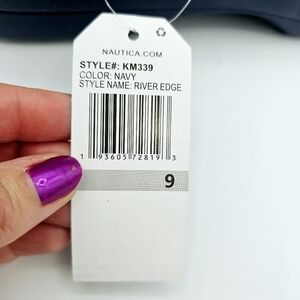 NAUTICA.COM
STYLE#: KM339
COLOR: NAVY
STYLE NAME: RIVER EDGE
1 93605 72819 3
9